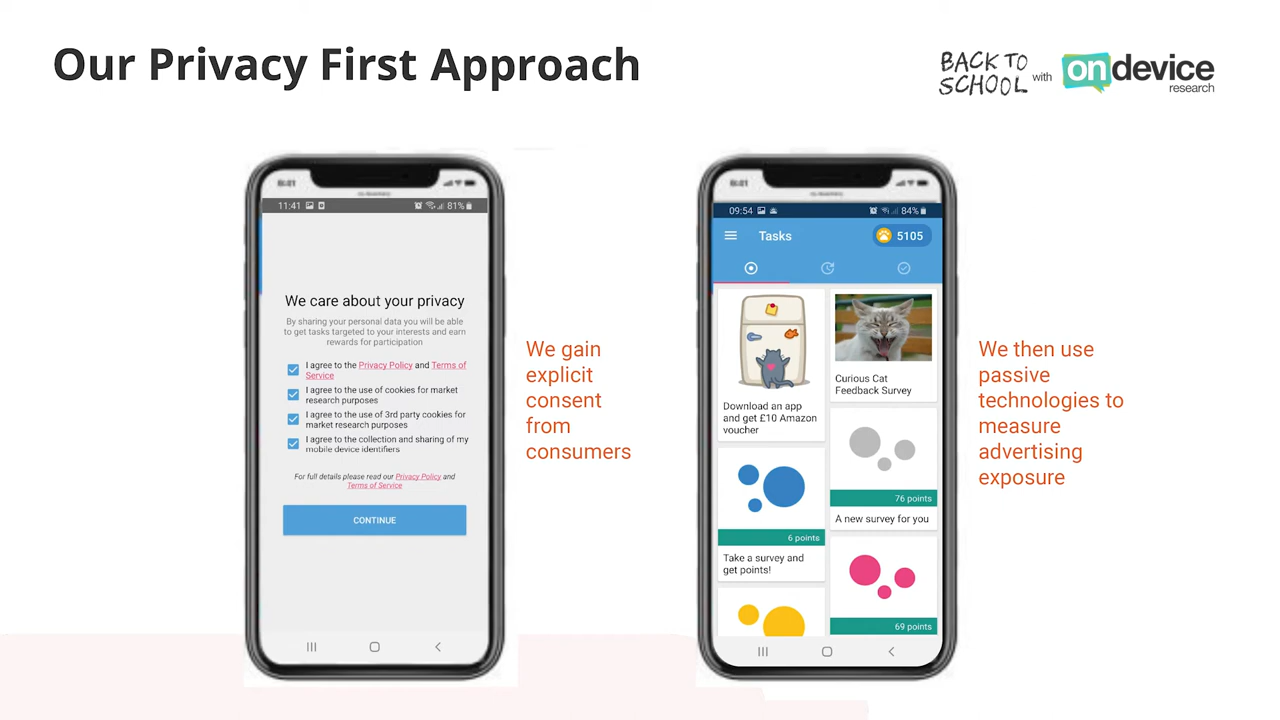 Our Privacy First Approach
BACK TO
SCHOOL with
ondevice
research
11:41
81%
We care about your privacy
By sharing your personal data you will be able
to get tasks targeted to your interests and earn
rewards for participation
I agree to the Privacy Policy and Terms of
Service
I agree to the use of cookies for market
research purposes
I agree to the use of 3rd party cookies for
market research purposes
I agree to the collection and sharing of my
mobile device identifiers
For full details please read our Privacy Policy and
Terms of Service
CONTINUE
We gain
explicit
consent
from
consumers
09:54
84%
Tasks
5105
Download an app
and get £10 Amazon
voucher
6 points
Take a survey and
get points!
Curious Cat
Feedback Survey
76 points
A new survey for you
69 points
We then use
passive
technologies to
measure
advertising
exposure